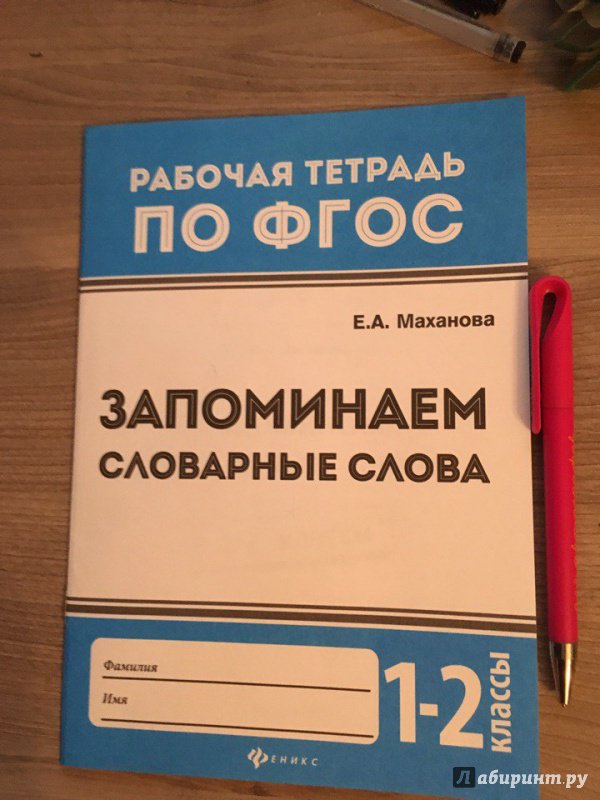 РАБОЧАЯ ТЕТРАДЬ
ПО ФГОС
Е.А. Маханова
ЗАПОМИНАЕМ
СЛОВАРНЫЕ СЛОВА
Фамилия
Имя
1-2
классы
ФЕНИКС
Лабиринт.ру